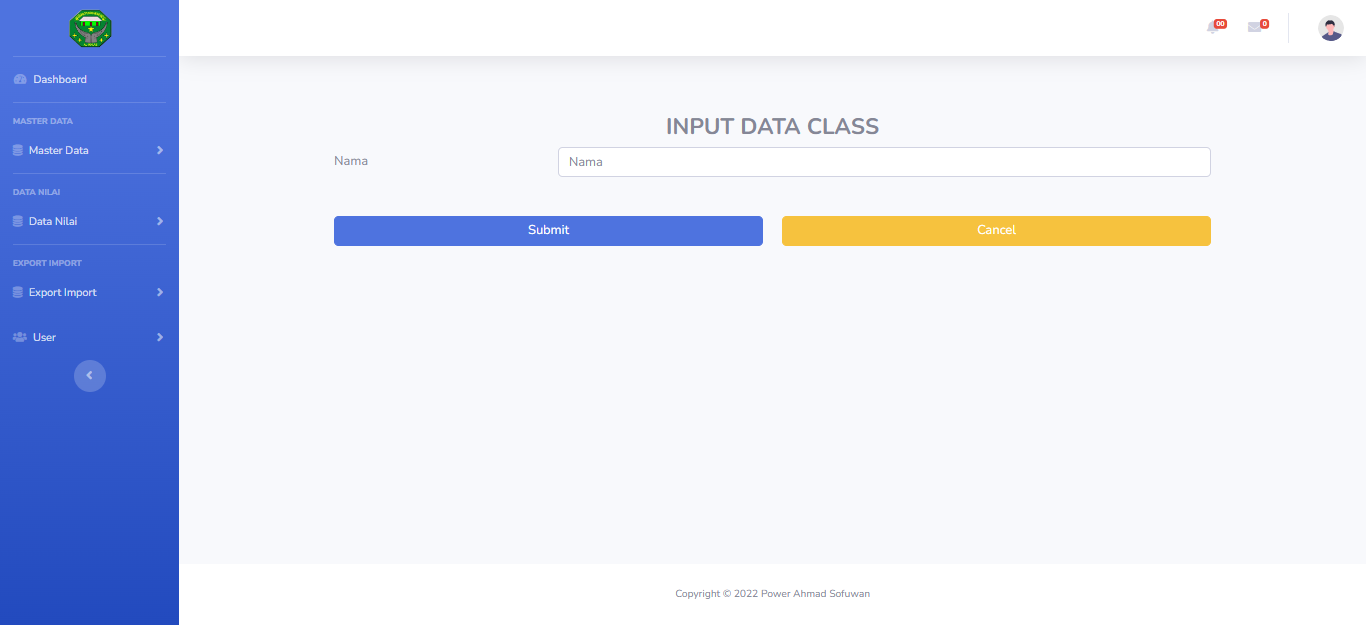 00
0
Dashboard
MASTER DATA
Master Data
DATA NILAI
Data Nilai
EXPORT IMPORT
Export Import
User
INPUT DATA CLASS
Nama
Nama
Submit
Cancel
Copyright © 2022 Power Ahmad Sofuwan